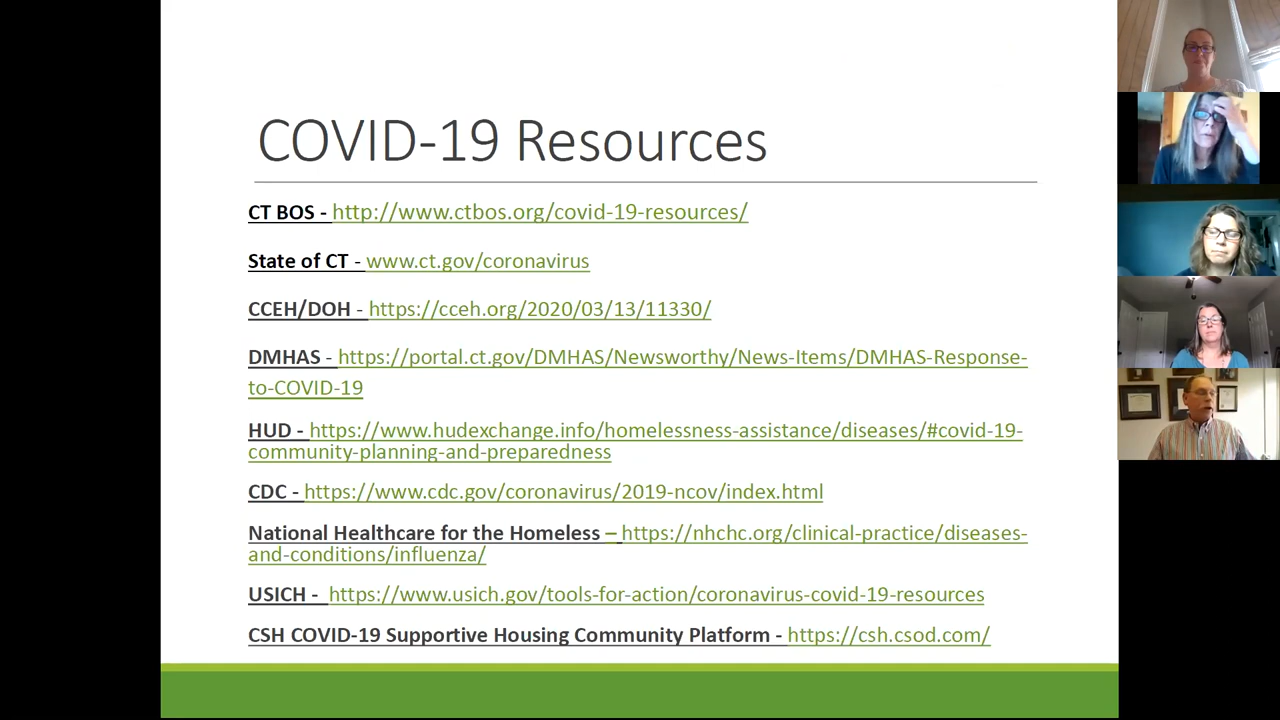 COVID-19 Resources
CT BOS - http://www.ctbos.org/covid-19-resources/
State of CT - www.ct.gov/coronavirus
CCEH/DOH - https://cceh.org/2020/03/13/11330/
DMHAS - https://portal.ct.gov/DMHAS/Newsworthy/News-Items/DMHAS-Response-
to-COVID-19
HUD - https://www.hudexchange.info/homelessness-assistance/diseases/#covid-19-
community-planning-and-preparedness
CDC - https://www.cdc.gov/coronavirus/2019-ncov/index.html
National Healthcare for the Homeless – https://nhchc.org/clinical-practice/diseases-
and-conditions/influenza/
USICH - https://www.usich.gov/tools-for-action/coronavirus-covid-19-resources
CSH COVID-19 Supportive Housing Community Platform - https://csh.csod.com/